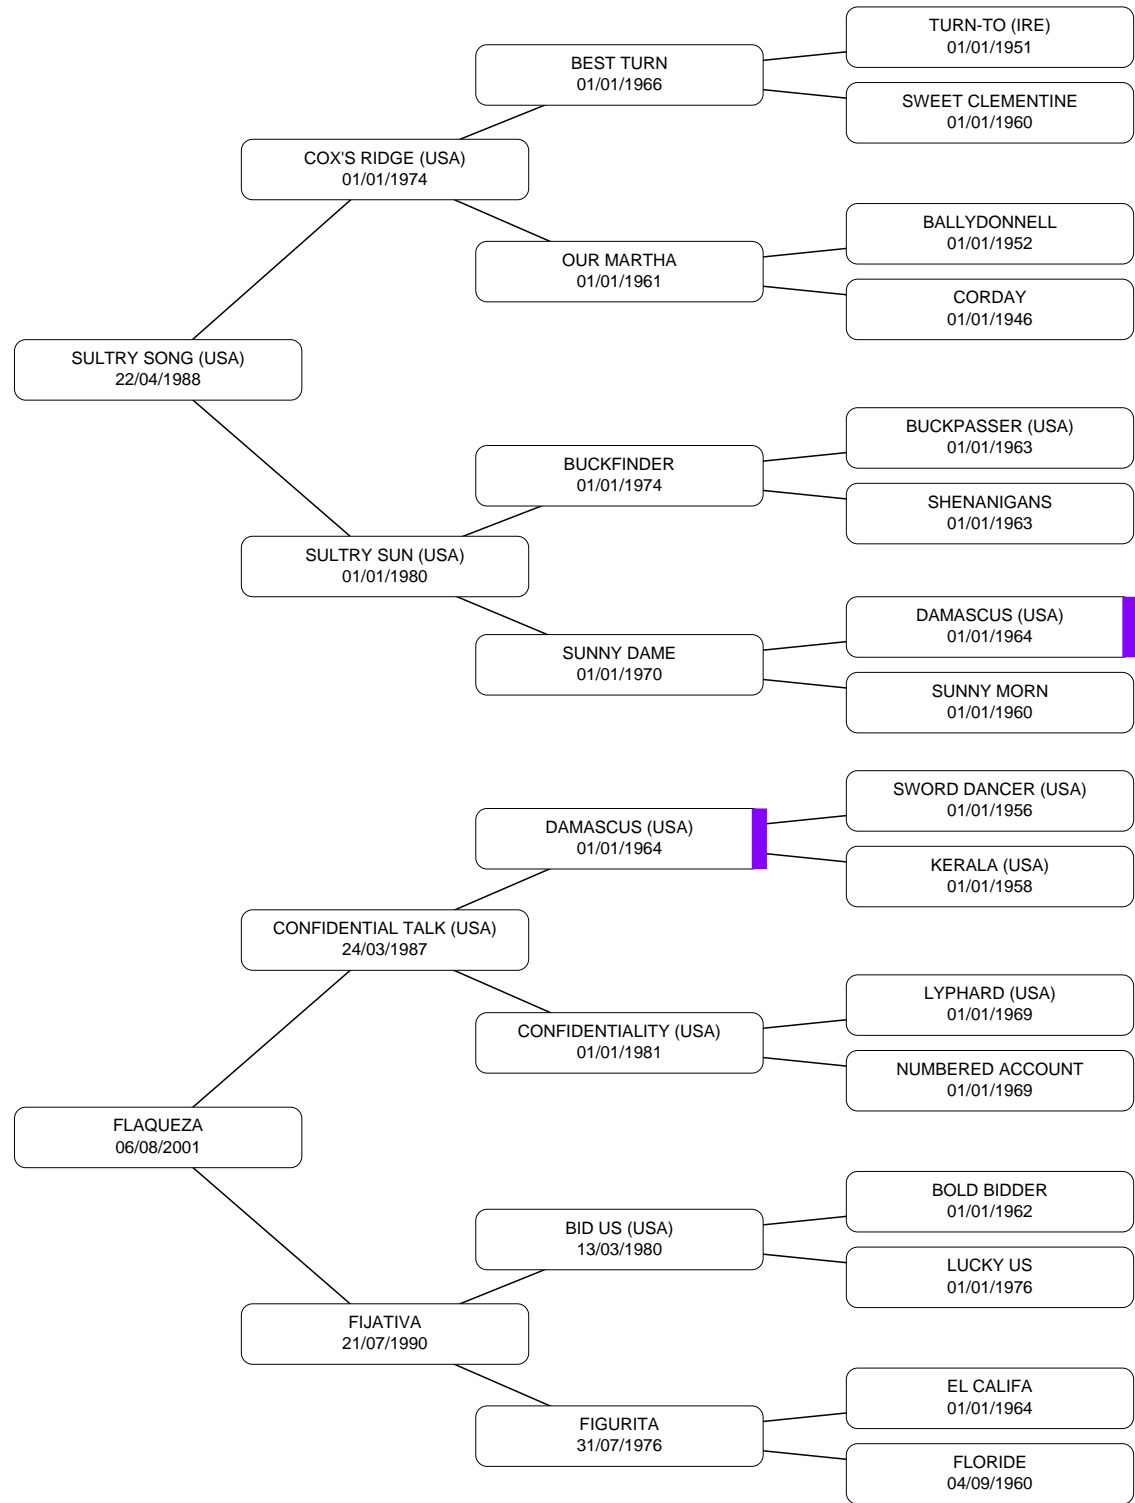 TURN-TO (IRE)
01/01/1951
BEST TURN
01/01/1966
SWEET CLEMENTINE
01/01/1960
COX'S RIDGE (USA)
01/01/1974
BALLYDONNELL
01/01/1952
OUR MARTHA
01/01/1961
CORDAY
01/01/1946
SULTRY SONG (USA)
22/04/1988
BUCKPASSER (USA)
01/01/1963
BUCKFINDER
01/01/1974
SHENANIGANS
01/01/1963
SULTRY SUN (USA)
01/01/1980
DAMASCUS (USA)
01/01/1964
SUNNY DAME
01/01/1970
SUNNY MORN
01/01/1960
SWORD DANCER (USA)
01/01/1956
DAMASCUS (USA)
01/01/1964
KERALA (USA)
01/01/1958
CONFIDENTIAL TALK (USA)
24/03/1987
LYPHARD (USA)
01/01/1969
CONFIDENTIALITY (USA)
01/01/1981
NUMBERED ACCOUNT
01/01/1969
FLAQUEZA
06/08/2001
BOLD BIDDER
01/01/1962
BID US (USA)
13/03/1980
LUCKY US
01/01/1976
FIJATIVA
21/07/1990
EL CALIFA
01/01/1964
FIGURITA
31/07/1976
FLORIDE
04/09/1960